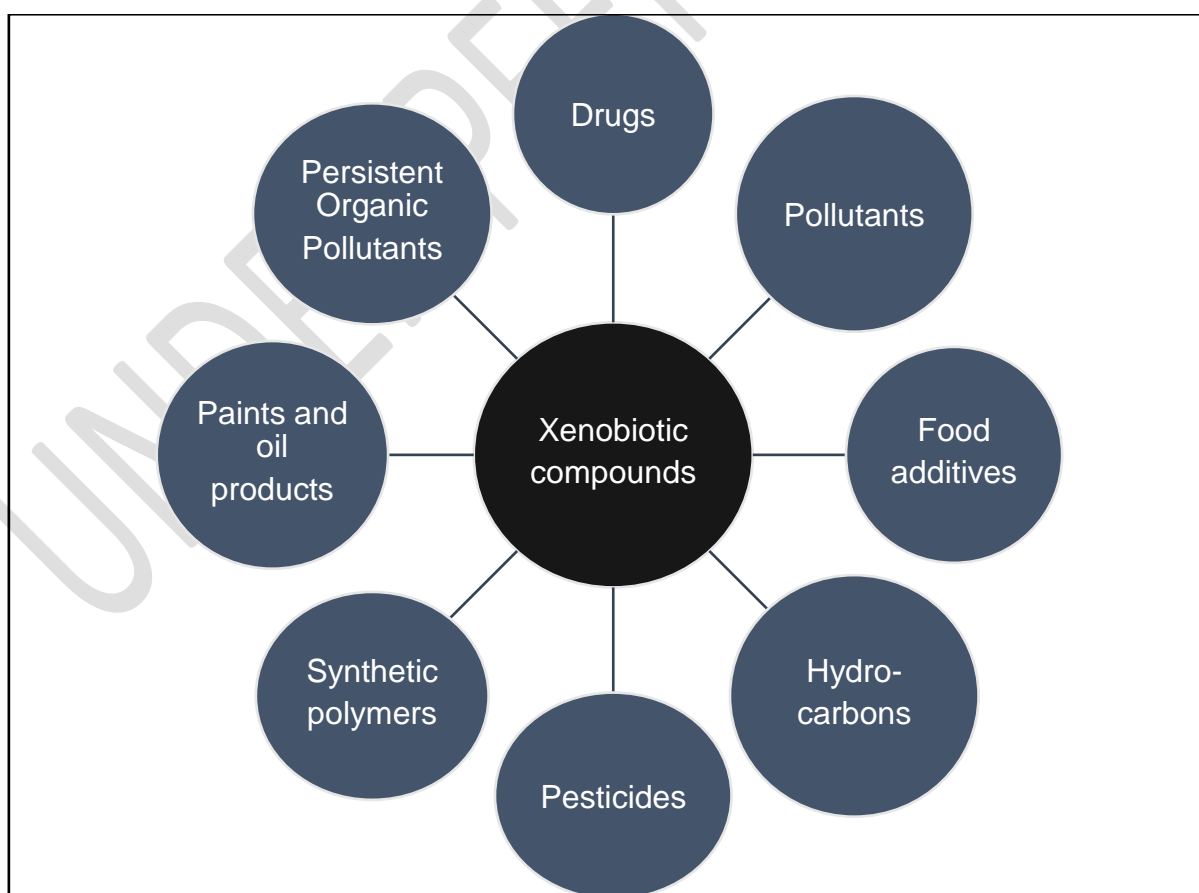 Drugs
Pollutants
Food
additives
Hydro-
carbons
Pesticides
Synthetic
polymers
Paints and
oil
products
Persistent
Organic
Pollutants
Xenobiotic
compounds